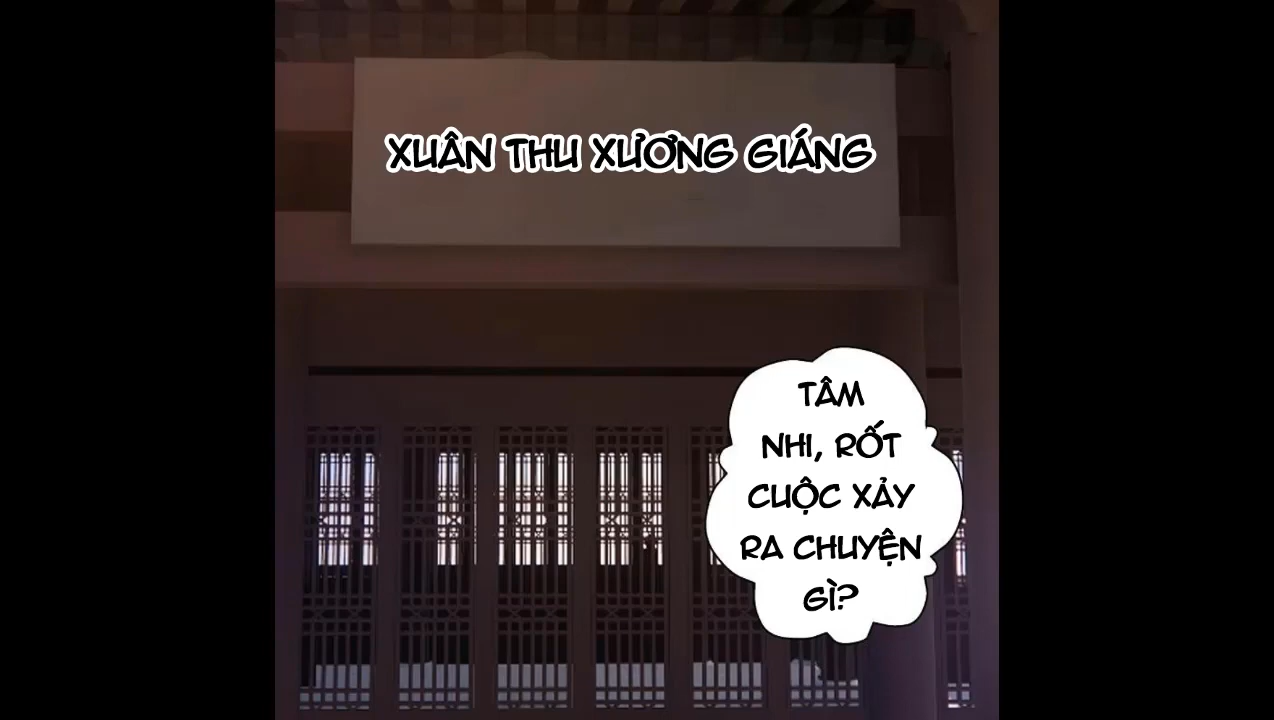 XUÂN THU XƯƠNG GIÁNG
TÂM
NHI, RỐT
CUỘC XẢY
RA CHUYỆN
GÌ?